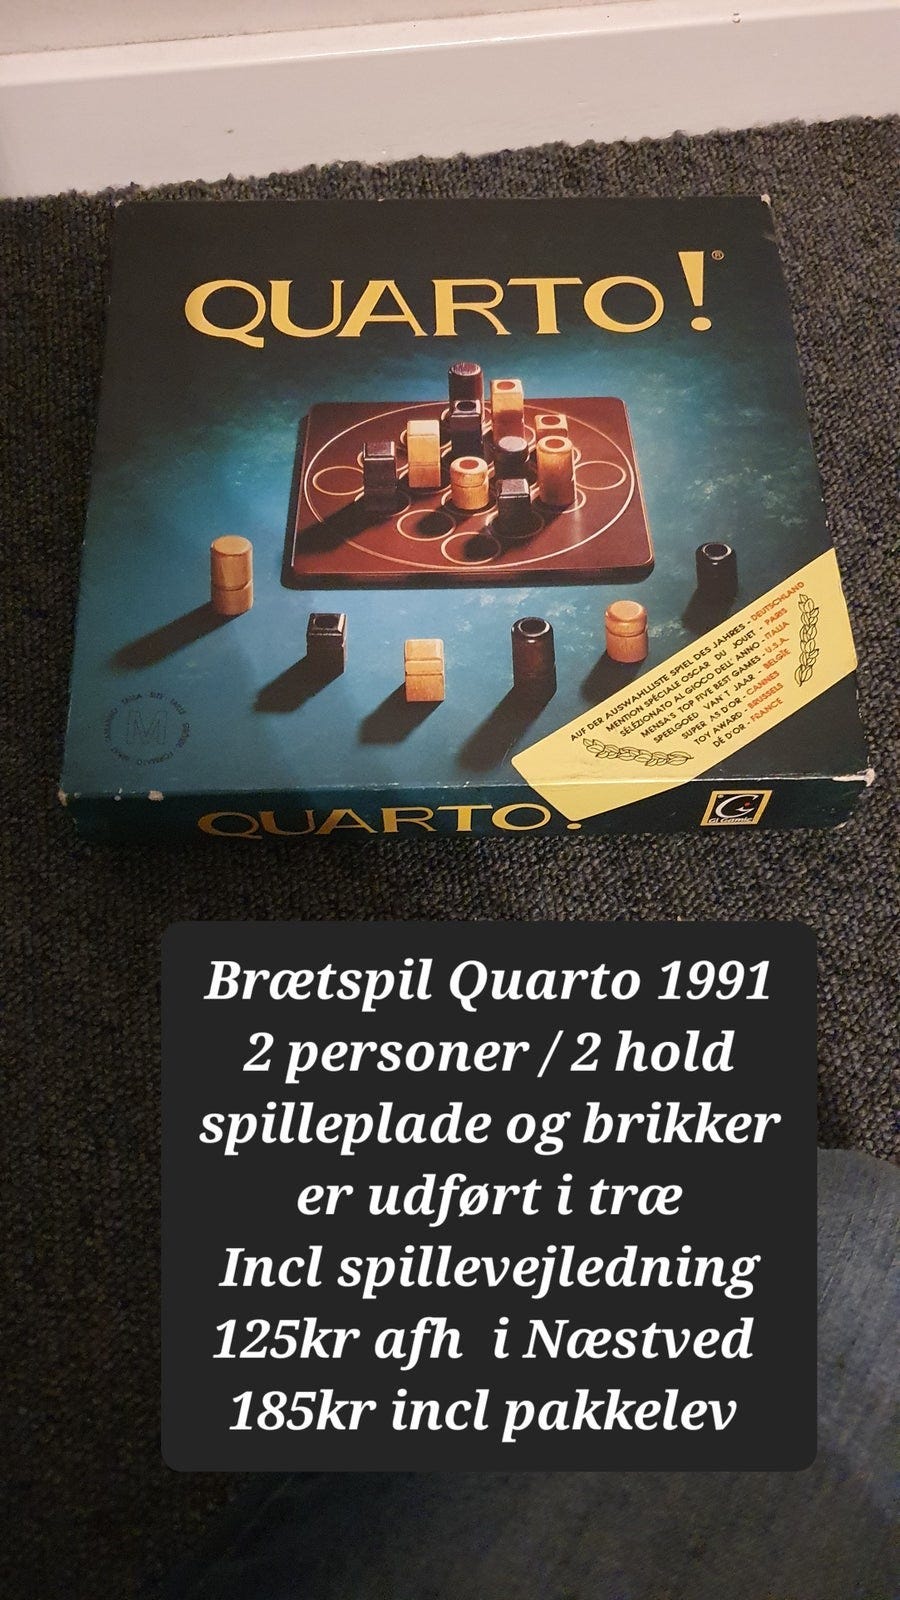 QUARTO!®
AUF DER AUSWAHLLISTE SPIEL DES JAHRES - DEUTSCHLAND
MENTION SPÉCIALE OSCAR DU JOUET - PARIS
SÉLÉZIONATO AL GIOCO DELL' ANNO - ITALIA
MENSA'S TOP FIVE BEST GAMES - U.S.A.
SPEELGOED VAN 'T JAAR - BELGIË
SUPER AS D'OR - CANNES
TOY AWARD - BRUSSELS
DÉ D'OR - FRANCE
M
QUARTO!
G
Gigamic
Brætspil Quarto 1991
2 personer / 2 hold
spilleplade og brikker
er udført i træ
Incl spillevejledning
125kr afh i Næstved
185kr incl pakkelev